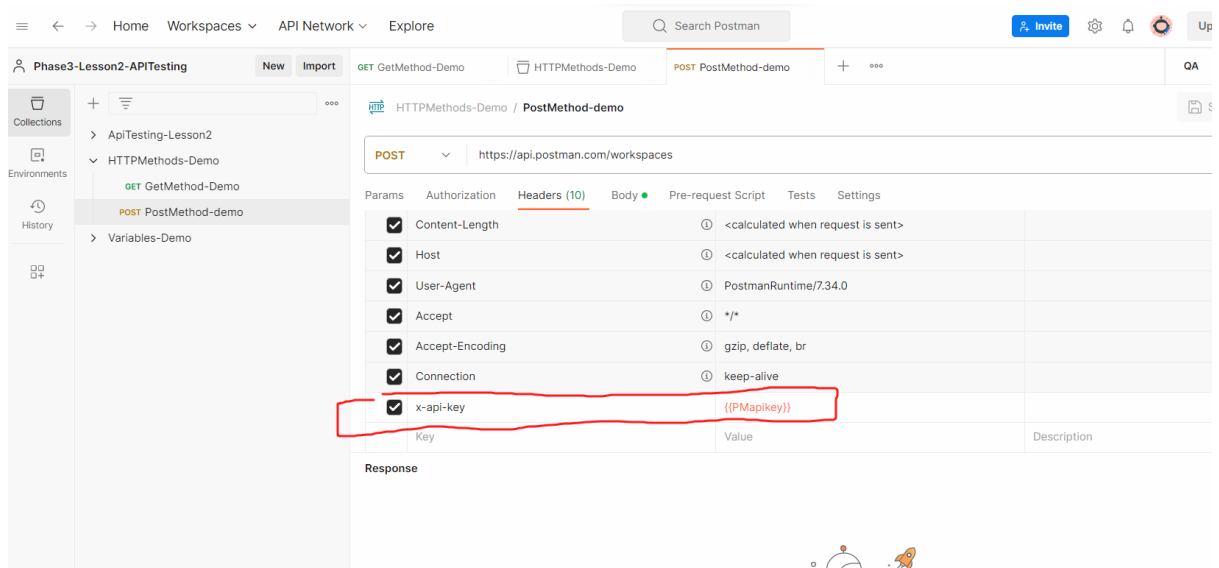 Home Workspaces API Network Explore Search Postman Invite Up
Phase3-Lesson2-APITesting New Import GET GetMethod-Demo HTTPMethods-Demo POST PostMethod-demo QA
Collections
Environments
History
ApiTesting-Lesson2
HTTPMethods-Demo
GET GetMethod-Demo
POST PostMethod-demo
Variables-Demo
HTTP HTTPMethods-Demo / PostMethod-demo S
POST https://api.postman.com/workspaces
Params Authorization Headers (10) Body Pre-request Script Tests Settings
Content-Length <calculated when request is sent>
Host <calculated when request is sent>
User-Agent PostmanRuntime/7.34.0
Accept */*
Accept-Encoding gzip, deflate, br
Connection keep-alive
x-api-key {{PMapikey}}
Key Value Description
Response